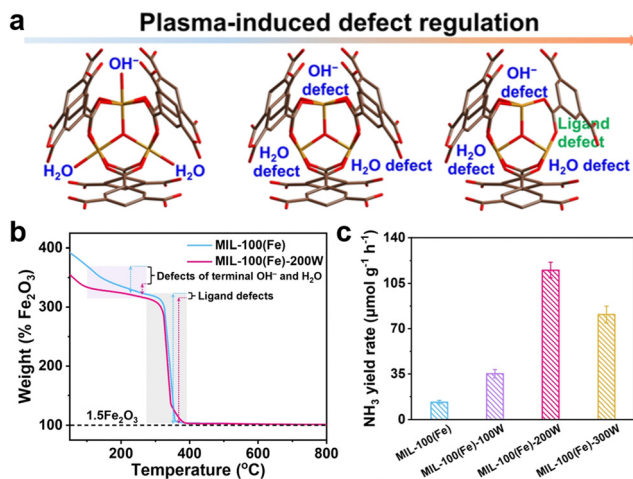 a
Plasma-induced defect regulation
OH⁻
H₂O
H₂O
OH⁻
defect
H₂O
defect
H₂O defect
OH⁻
defect
Ligand
defect
H₂O
defect
H₂O defect
b
Weight (% Fe₂O₃)
400
300
200
100
MIL-100(Fe)
MIL-100(Fe)-200W
Defects of terminal OH⁻ and H₂O
Ligand defects
1.5Fe₂O₃
200
400
600
800
Temperature (°C)
c
NH₃ yield rate (μmol g⁻¹ h⁻¹)
140
105
70
35
0
MIL-100(Fe)
MIL-100(Fe)-100W
MIL-100(Fe)-200W
MIL-100(Fe)-300W